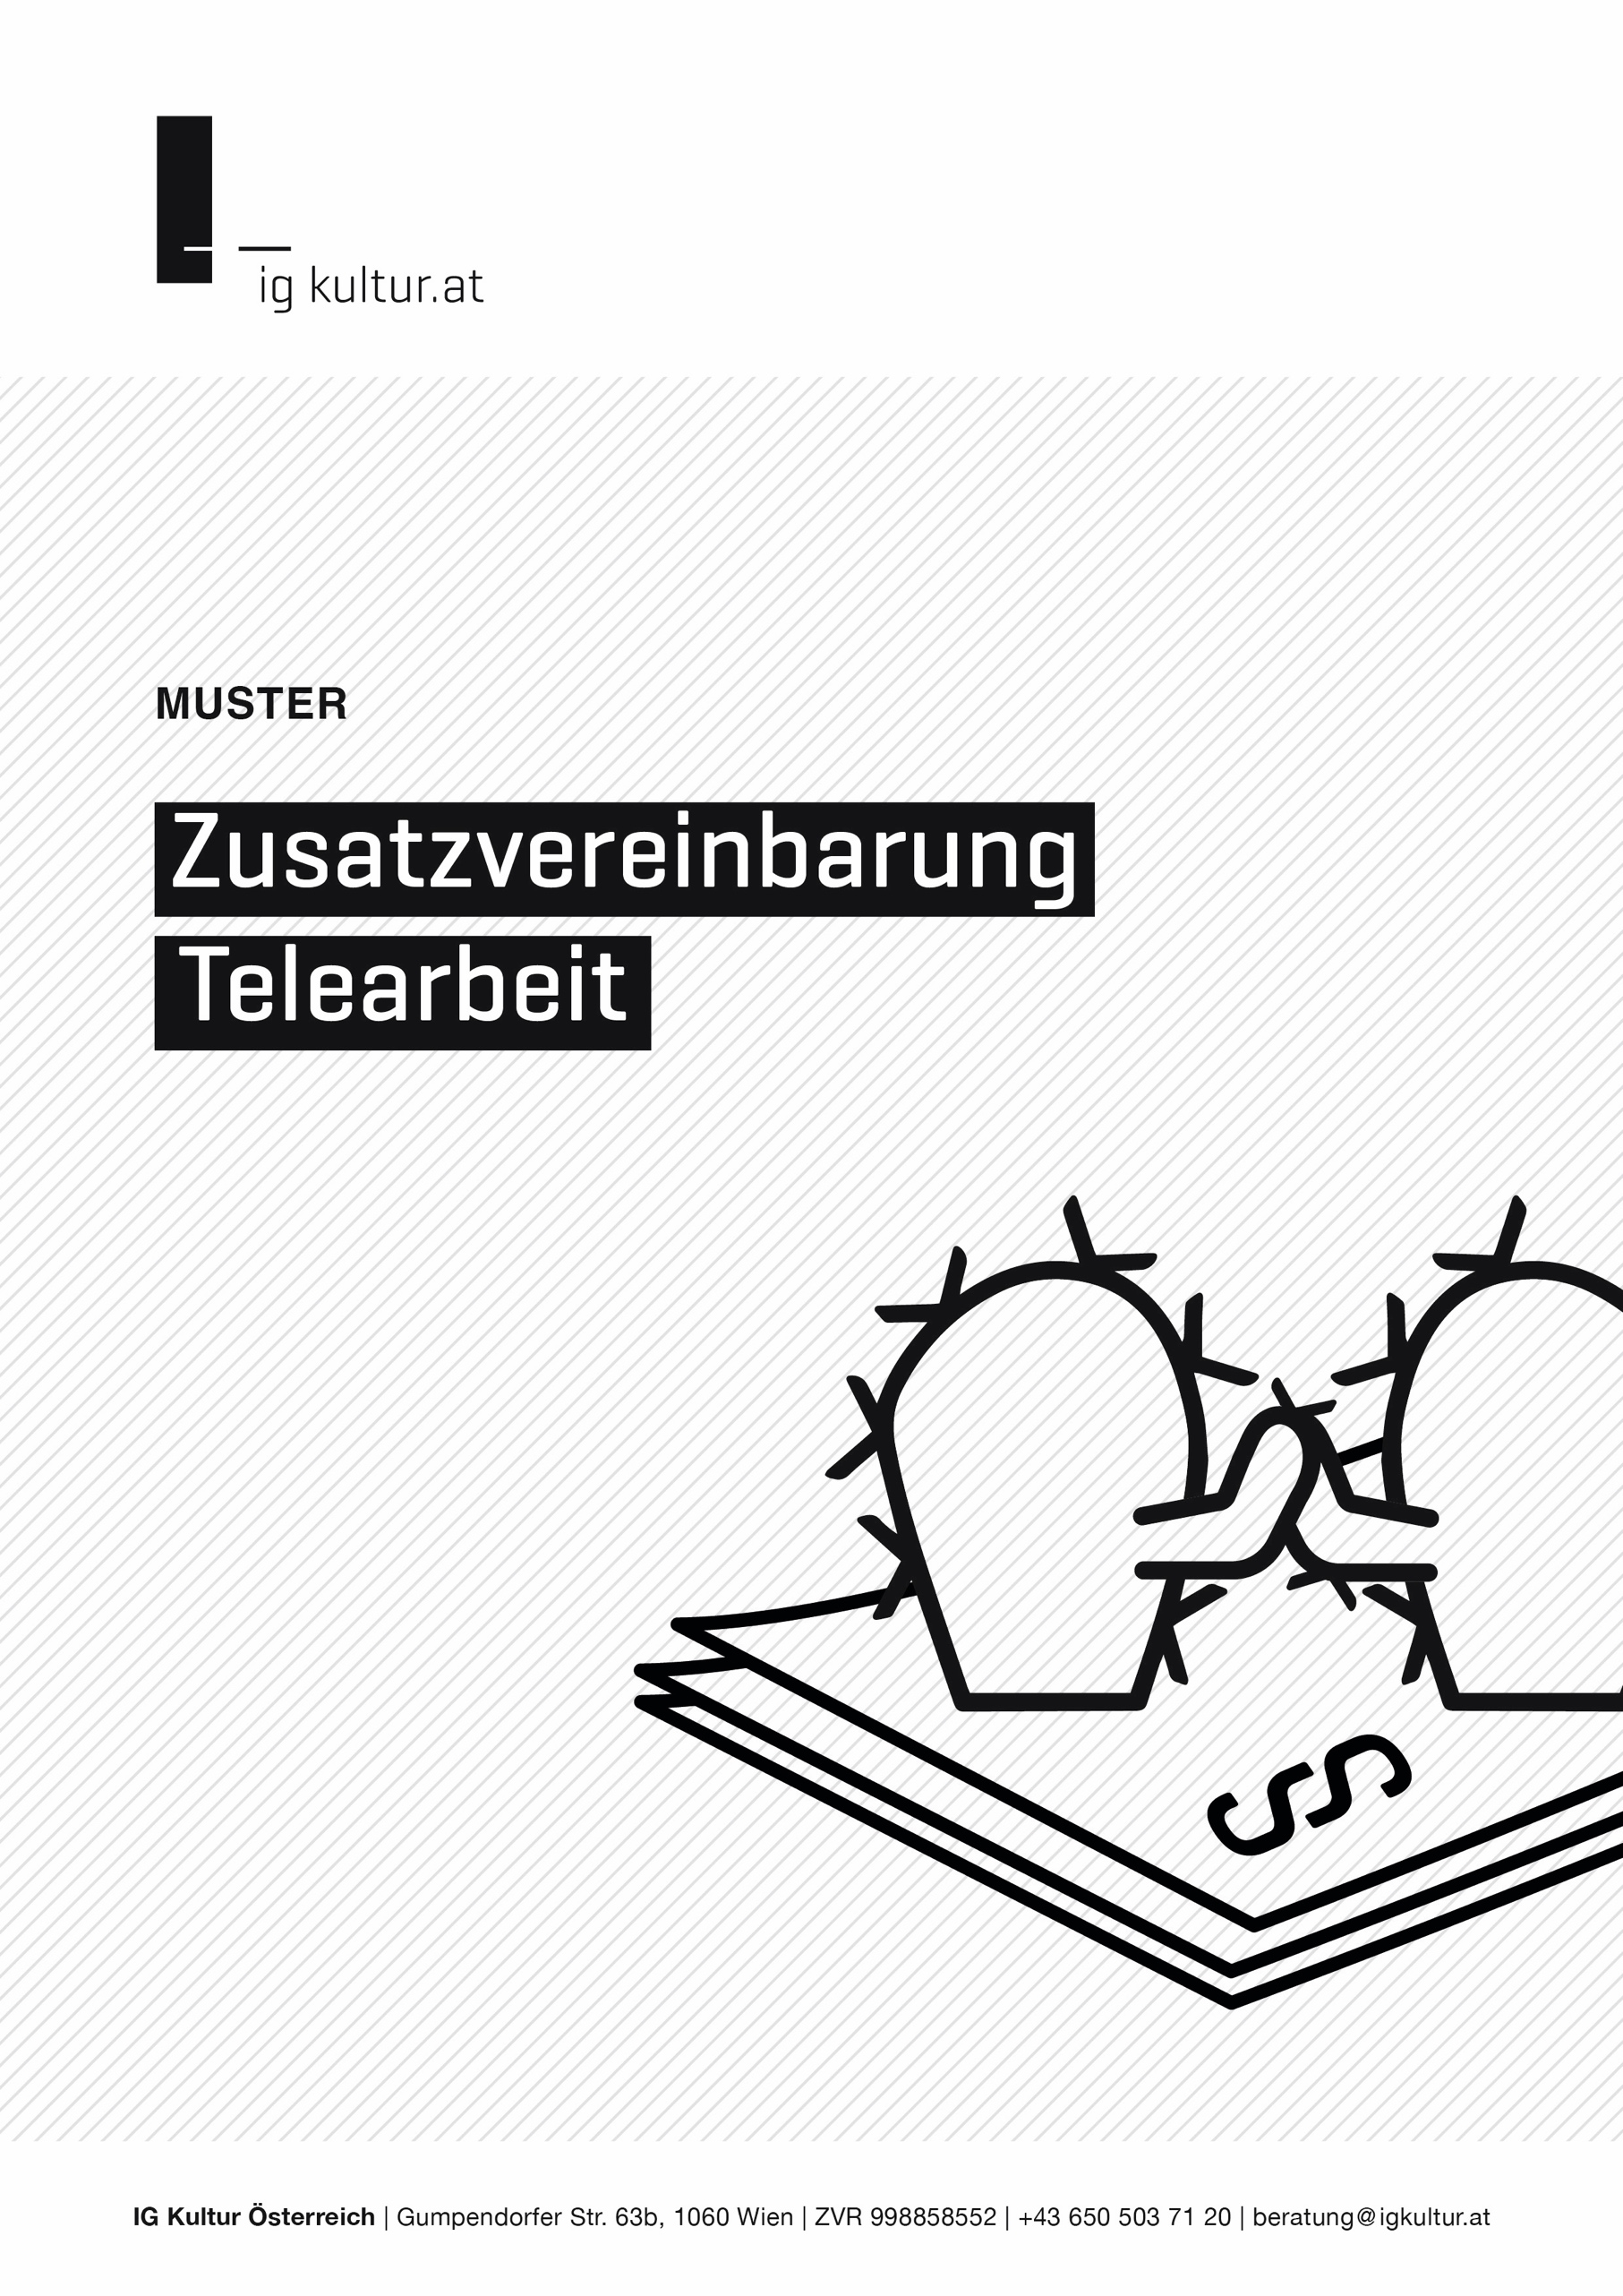 ig kultur.at
MUSTER
Zusatzvereinbarung
Telearbeit
§§
IG Kultur Österreich | Gumpendorfer Str. 63b, 1060 Wien | ZVR 998858552 | +43 650 503 71 20 | beratung@igkultur.at